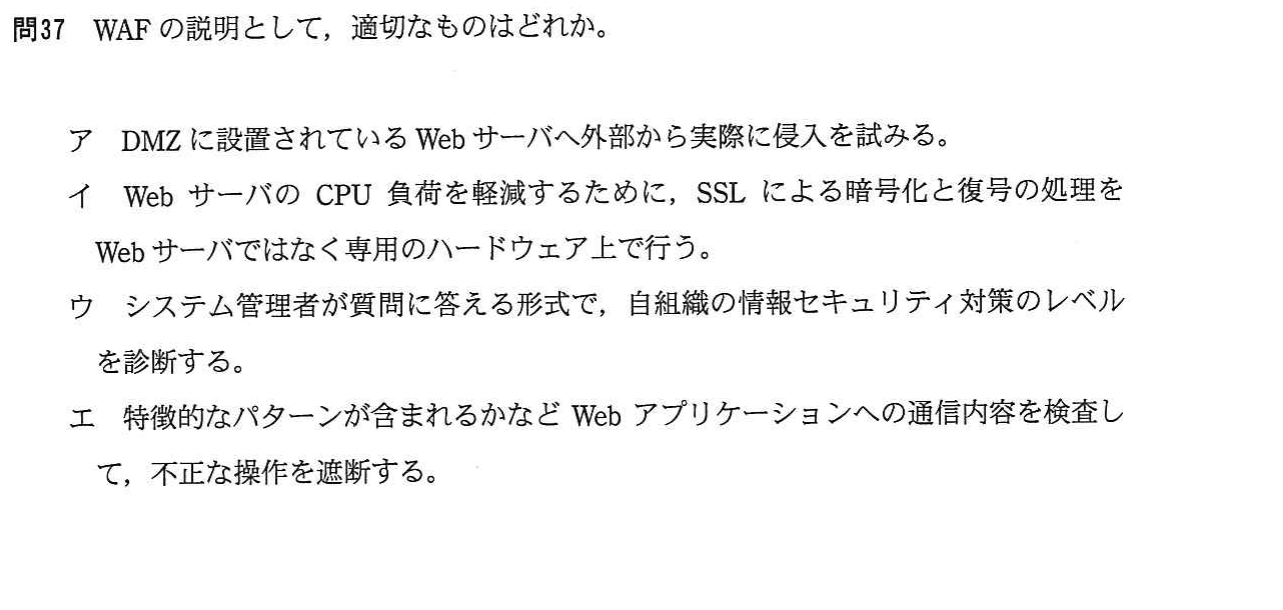 問37 WAF の説明として，適切なものはどれか。
ア DMZ に設置されている Web サーバへ外部から実際に侵入を試みる。
イ Web サーバの CPU 負荷を軽減するために，SSL による暗号化と復号の処理を
Web サーバではなく専用のハードウェア上で行う。
ウ システム管理者が質問に答える形式で，自組織の情報セキュリティ対策のレベル
を診断する。
エ 特徴的なパターンが含まれるかなど Web アプリケーションへの通信内容を検査し
て，不正な操作を遮断する。